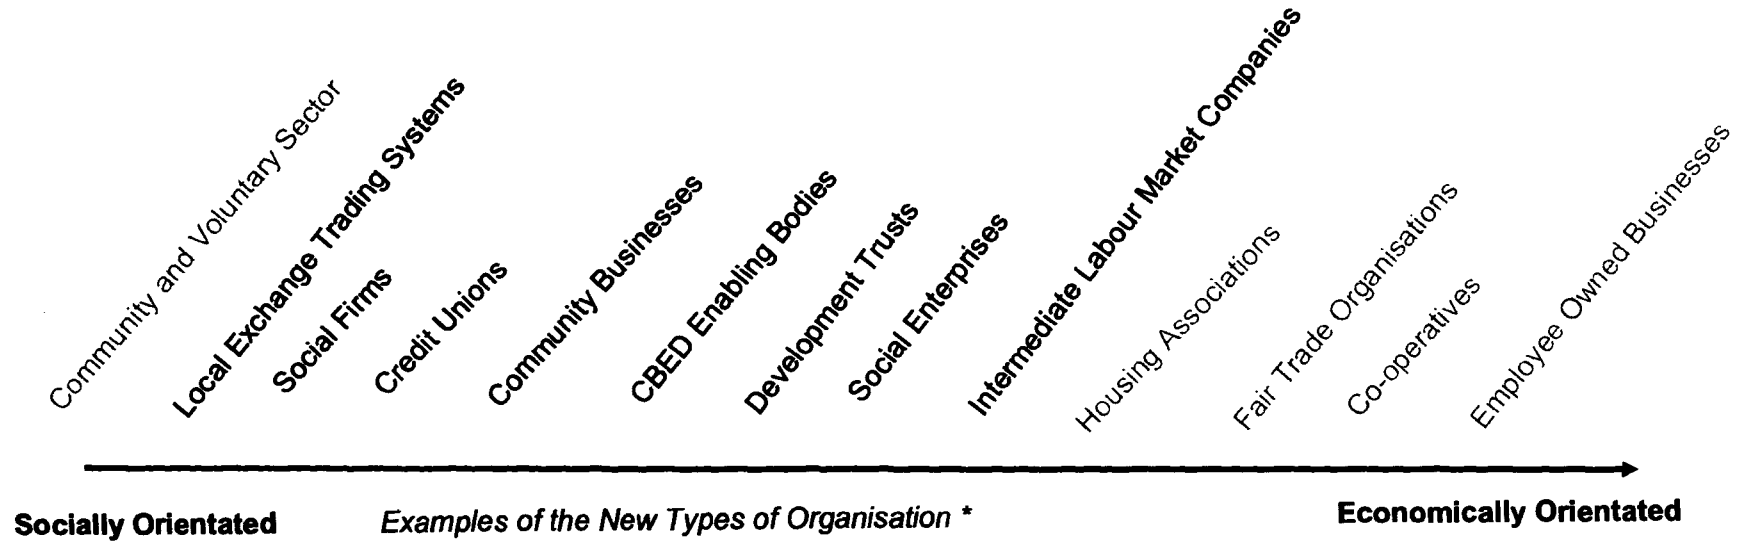 Community and Voluntary Sector
Local Exchange Trading Systems
Social Firms
Credit Unions
Community Businesses
CBED Enabling Bodies
Development Trusts
Social Enterprises
Intermediate Labour Market Companies
Housing Associations
Fair Trade Organisations
Co-operatives
Employee Owned Businesses
Socially Orientated
Examples of the New Types of Organisation *
Economically Orientated